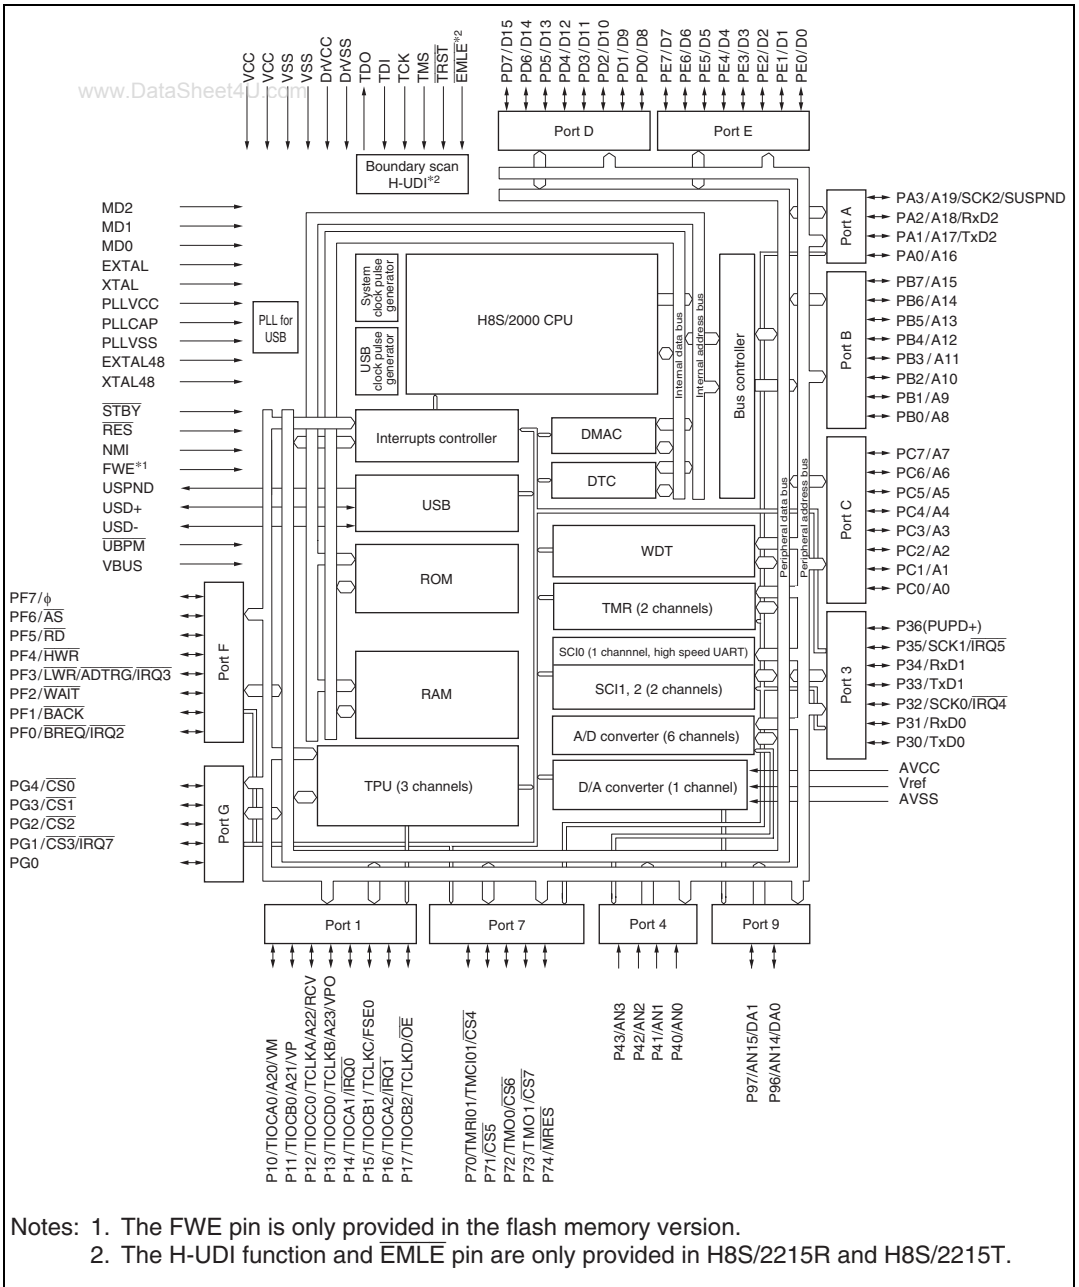 www.DataSheet4U.com
VCC
VCC
VSS
VSS
DrVCC
DrVSS
TDO
TDI
TCK
TMS
TRST
EMLE*2
PD7/D15
PD6/D14
PD5/D13
PD4/D12
PD3/D11
PD2/D10
PD1/D9
PD0/D8
PE7/D7
PE6/D6
PE5/D5
PE4/D4
PE3/D3
PE2/D2
PE1/D1
PE0/D0
Port D
Port E
Boundary scan
H-UDI*2
MD2
MD1
MD0
EXTAL
XTAL
PLLVCC
PLLCAP
PLLVSS
EXTAL48
XTAL48
STBY
RES
NMI
FWE*1
USPND
USD+
USD-
UBPM
VBUS
PLL for
USB
System
clock pulse
generator
USB
clock pulse
generator
H8S/2000 CPU
Internal data bus
Internal address bus
Bus controller
Interrupts controller
DMAC
DTC
USB
ROM
RAM
TPU (3 channels)
WDT
TMR (2 channels)
SCI0 (1 channnel, high speed UART)
SCI1, 2 (2 channels)
A/D converter (6 channels)
D/A converter (1 channel)
Peripheral data bus
Peripheral address bus
Port A
PA3/A19/SCK2/SUSPND
PA2/A18/RxD2
PA1/A17/TxD2
PA0/A16
Port B
PB7/A15
PB6/A14
PB5/A13
PB4/A12
PB3/A11
PB2/A10
PB1/A9
PB0/A8
Port C
PC7/A7
PC6/A6
PC5/A5
PC4/A4
PC3/A3
PC2/A2
PC1/A1
PC0/A0
Port 3
P36(PUPD+)
P35/SCK1/IRQ5
P34/RxD1
P33/TxD1
P32/SCK0/IRQ4
P31/RxD0
P30/TxD0
AVCC
Vref
AVSS
PF7/ϕ
PF6/AS
PF5/RD
PF4/HWR
PF3/LWR/ADTRG/IRQ3
PF2/WAIT
PF1/BACK
PF0/BREQ/IRQ2
Port F
PG4/CS0
PG3/CS1
PG2/CS2
PG1/CS3/IRQ7
PG0
Port G
Port 1
Port 7
Port 4
Port 9
P10/TIOCA0/A20/VM
P11/TIOCB0/A21/VP
P12/TIOCC0/TCLKA/A22/RCV
P13/TIOCD0/TCLKB/A23/VPO
P14/TIOCA1/IRQ0
P15/TIOCB1/TCLKC/FSE0
P16/TIOCA2/IRQ1
P17/TIOCB2/TCLKD/OE
P70/TMRI01/TMCI01/CS4
P71/CS5
P72/TMO0/CS6
P73/TMO1/CS7
P74/MRES
P43/AN3
P42/AN2
P41/AN1
P40/AN0
P97/AN15/DA1
P96/AN14/DA0
Notes: 1. The FWE pin is only provided in the flash memory version.
2. The H-UDI function and EMLE pin are only provided in H8S/2215R and H8S/2215T.